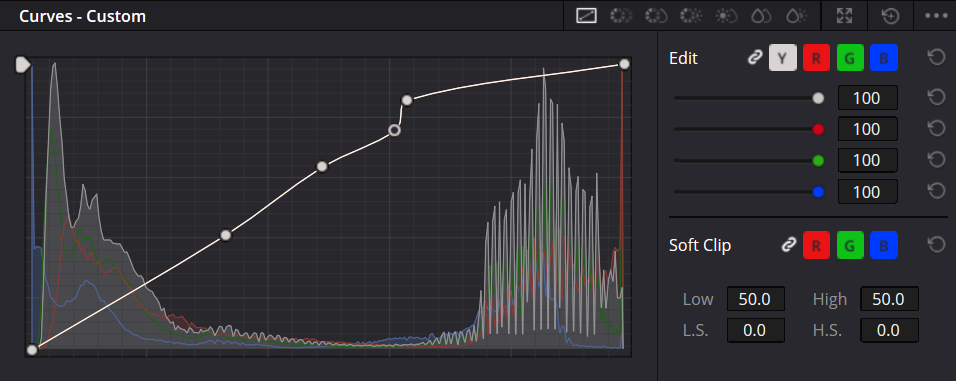 Curves - Custom
Edit Y R G B
100
100
100
100
Soft Clip R G B
Low 50.0 High 50.0
L.S. 0.0 H.S. 0.0